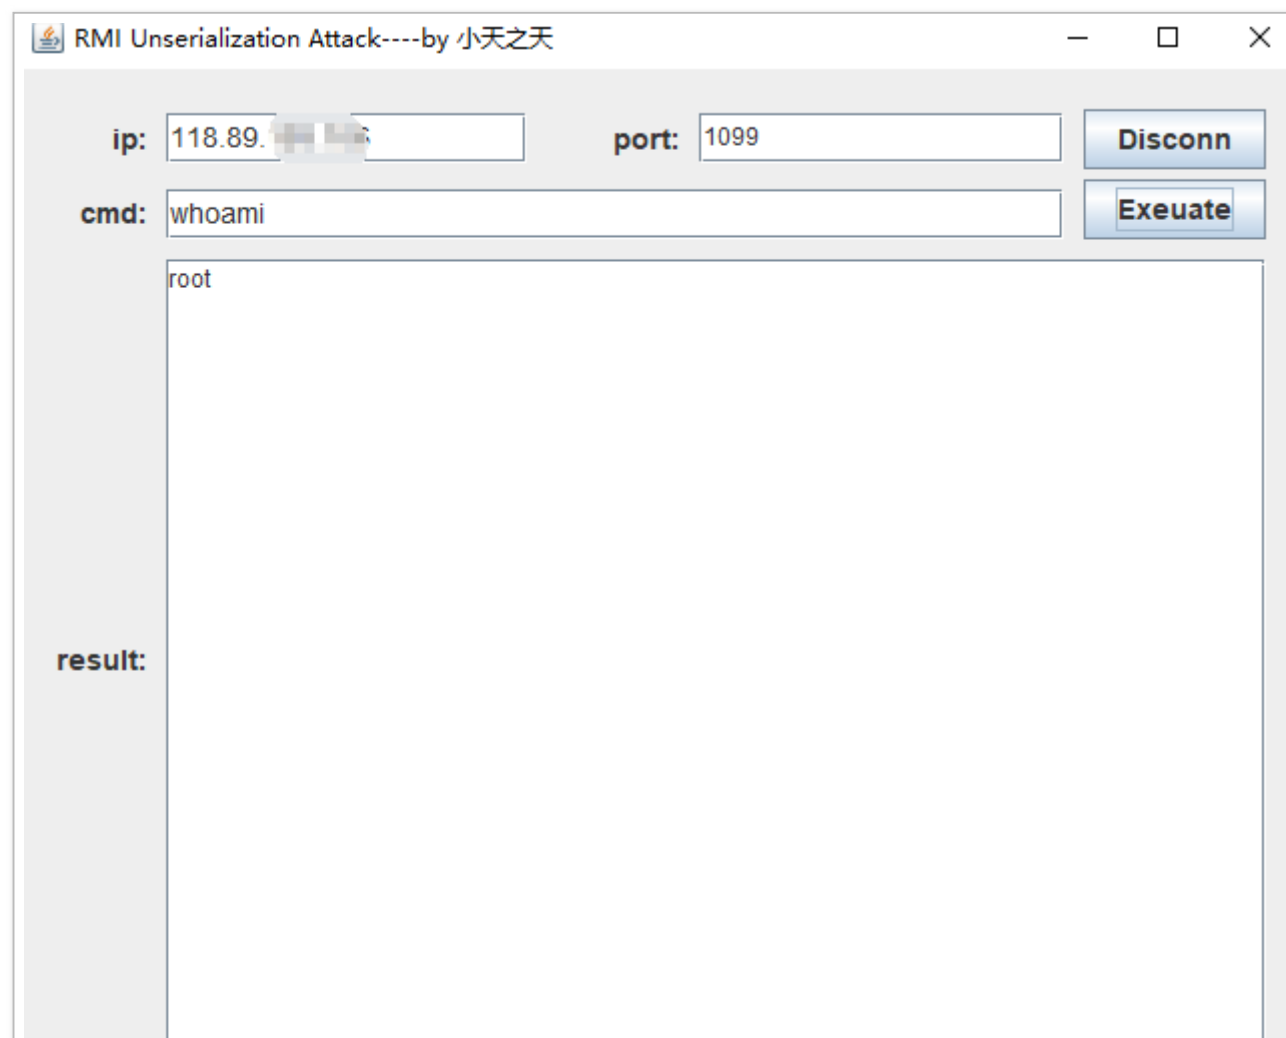 RMI Unserialization Attack----by 小天之天
ip: 118.89. port: 1099 Disconn
cmd: whoami Exeuate
root
result: